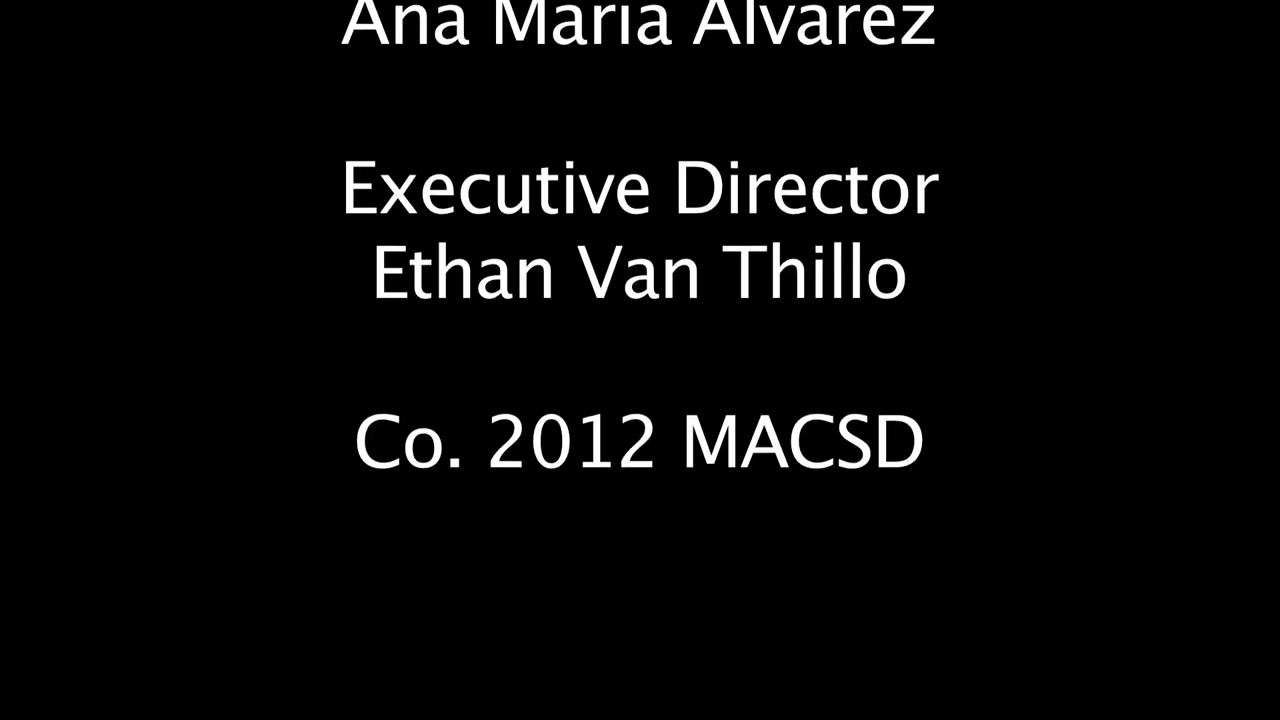 Ana Maria Alvarez
Executive Director
Ethan Van Thillo
Co. 2012 MACSD